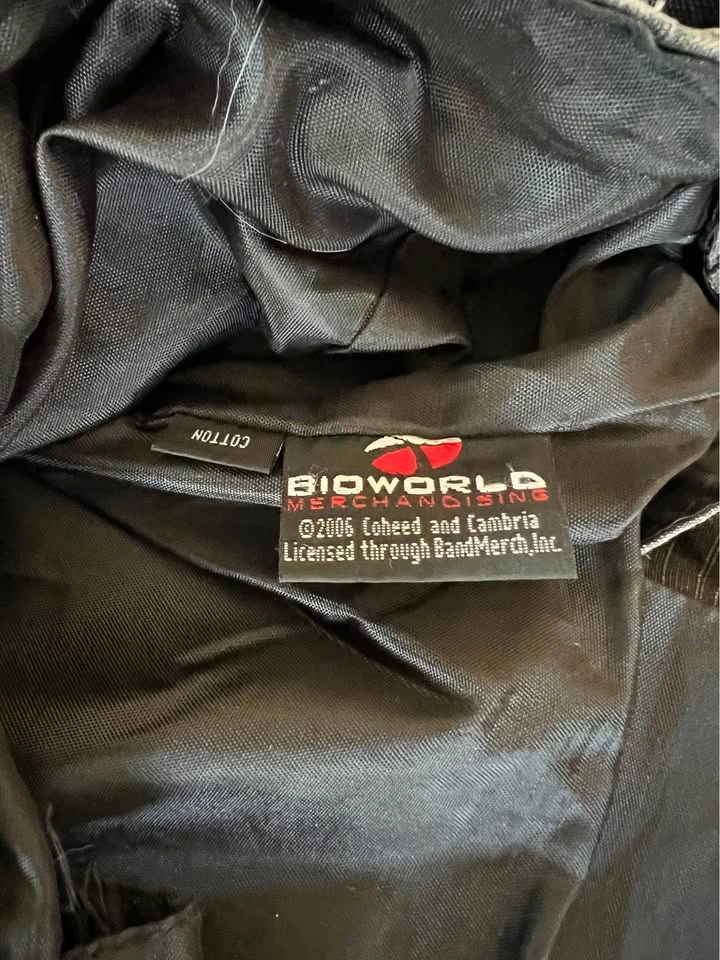 COTTON
BIOWORLD
MERCHANDISING
©2006 Coheed and Cambria
Licensed through BandMerch,Inc.